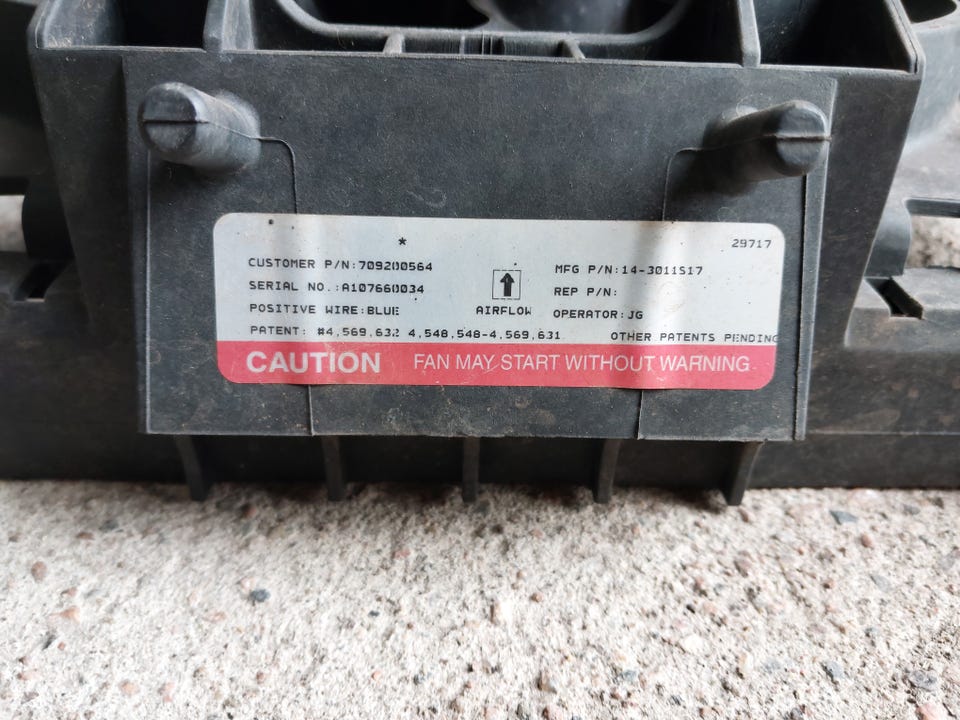 *
29717
CUSTOMER P/N:709200564
MFG P/N:14-3011S17
SERIAL NO.:A107660034
REP P/N:
POSITIVE WIRE:BLUE
AIRFLOW
OPERATOR:JG
PATENT: #4,569,632 4,548,548-4,569,631 OTHER PATENTS PENDING
CAUTION FAN MAY START WITHOUT WARNING